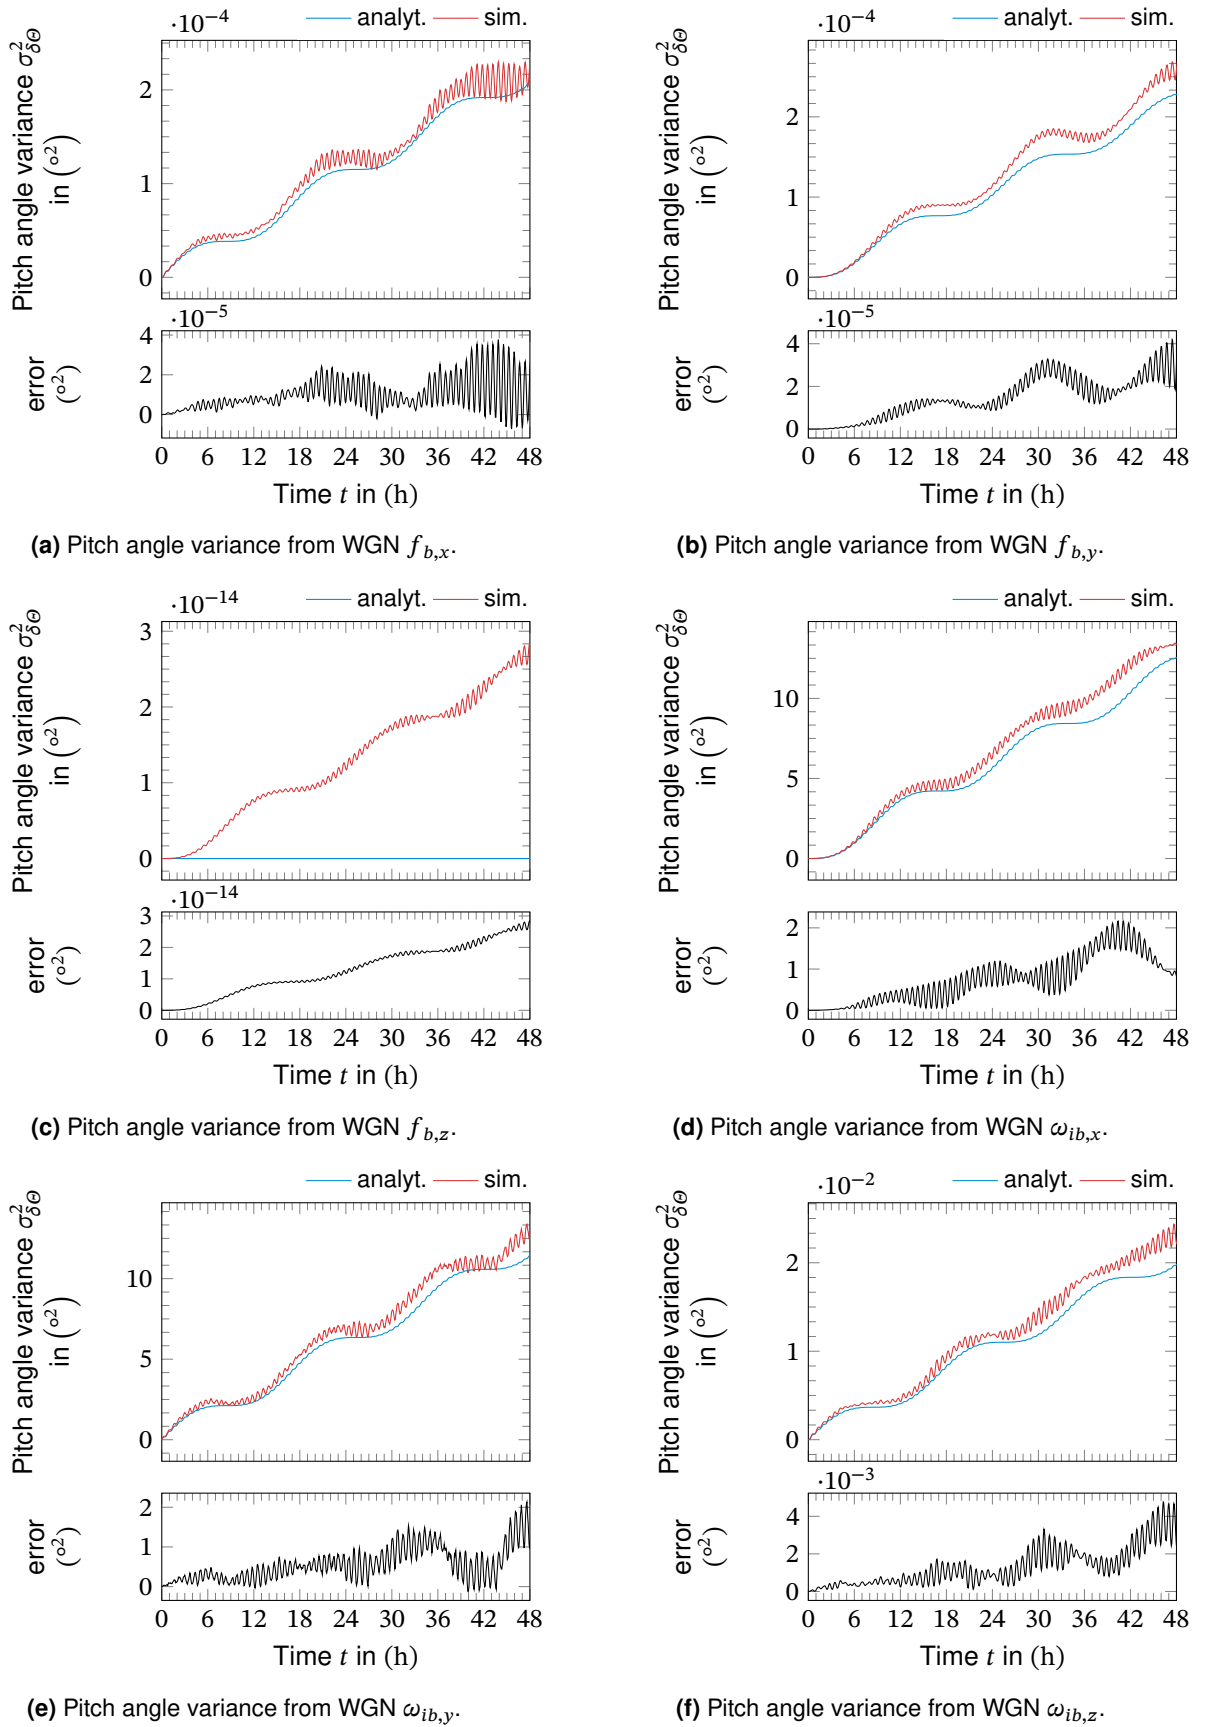 ·10⁻⁴ analyt. sim.
Pitch angle variance σ²δΘ
in (°²)
2
1
0
·10⁻⁵
error
(°²)
4
2
0
0 6 12 18 24 30 36 42 48
Time t in (h)
(a) Pitch angle variance from WGN f b,x.
·10⁻⁴ analyt. sim.
Pitch angle variance σ²δΘ
in (°²)
2
1
0
·10⁻⁵
error
(°²)
4
2
0
0 6 12 18 24 30 36 42 48
Time t in (h)
(b) Pitch angle variance from WGN f b,y.
·10⁻¹⁴ analyt. sim.
Pitch angle variance σ²δΘ
in (°²)
3
2
1
0
·10⁻¹⁴
error
(°²)
3
2
1
0
0 6 12 18 24 30 36 42 48
Time t in (h)
(c) Pitch angle variance from WGN f b,z.
analyt. sim.
Pitch angle variance σ²δΘ
in (°²)
10
5
0
error
(°²)
2
1
0
0 6 12 18 24 30 36 42 48
Time t in (h)
(d) Pitch angle variance from WGN ω ib,x.
analyt. sim.
Pitch angle variance σ²δΘ
in (°²)
10
5
0
error
(°²)
2
1
0
0 6 12 18 24 30 36 42 48
Time t in (h)
(e) Pitch angle variance from WGN ω ib,y.
·10⁻² analyt. sim.
Pitch angle variance σ²δΘ
in (°²)
2
1
0
·10⁻³
error
(°²)
4
2
0
0 6 12 18 24 30 36 42 48
Time t in (h)
(f) Pitch angle variance from WGN ω ib,z.